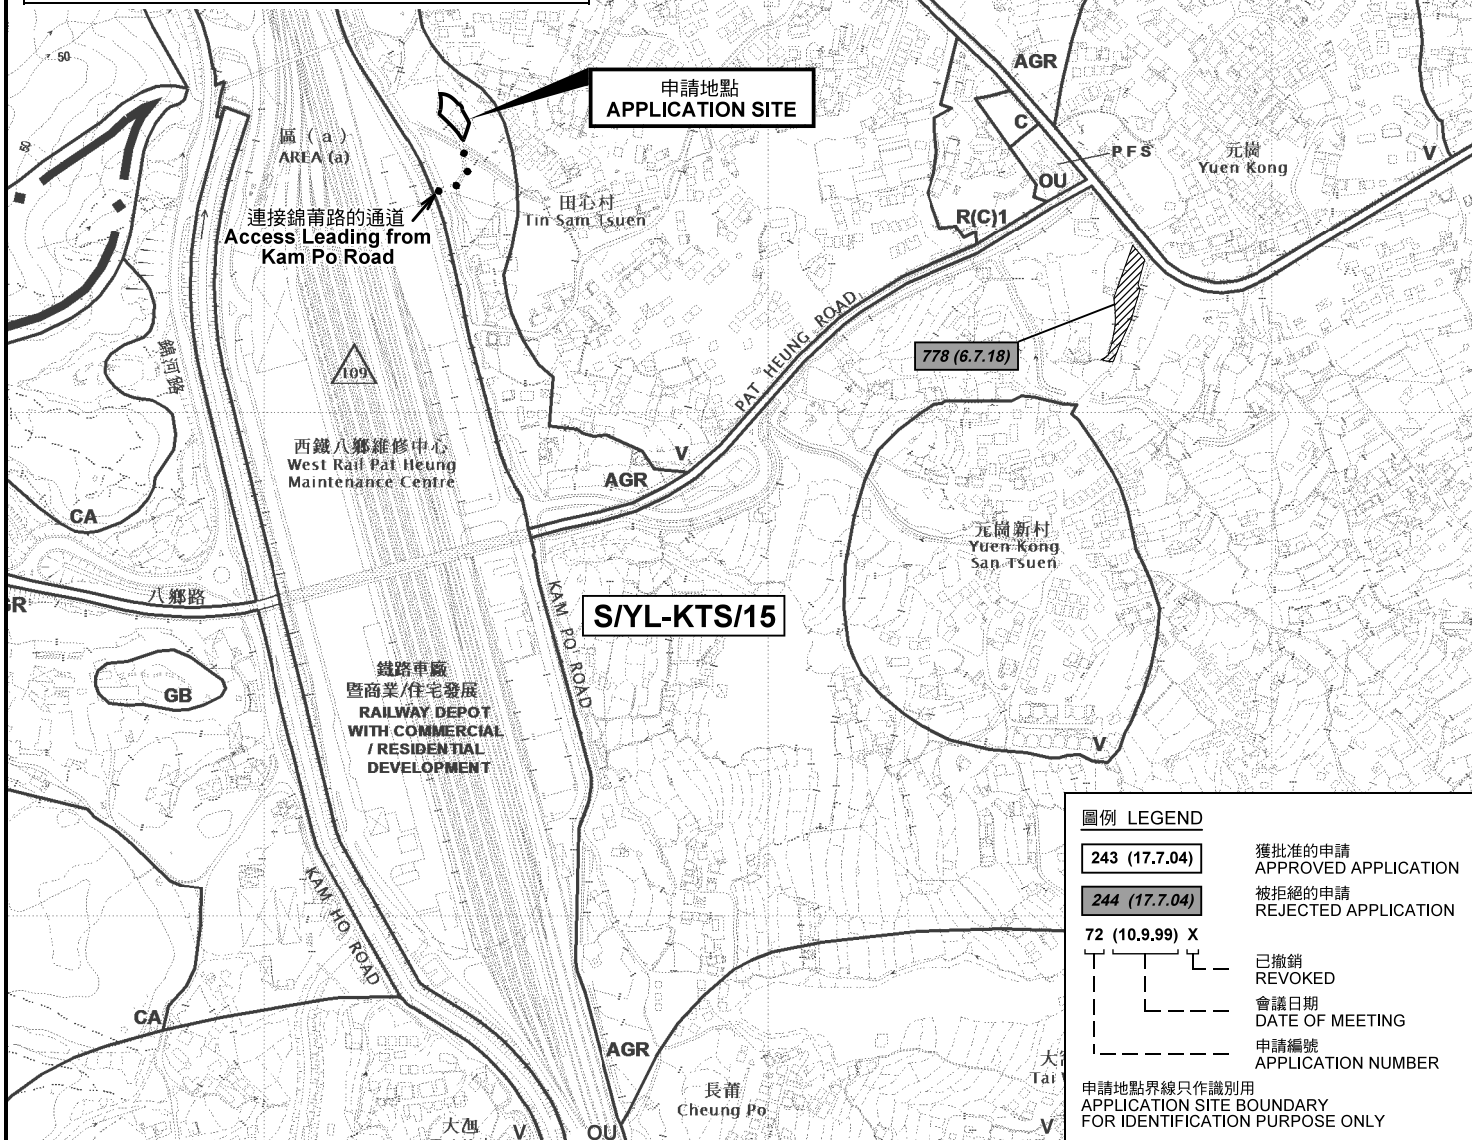 50
50
申請地點
APPLICATION SITE
AGR
C
PFS
OU
R(C)1
元崗
Yuen Kong
V
區 (a)
AREA (a)
連接錦莆路的通道
Access Leading from
Kam Po Road
田心村
Tin Sam Tsuen
PAT HEUNG ROAD
778 (6.7.18)
錦河路
109
西鐵八鄉維修中心
West Rail Pat Heung
Maintenance Centre
V
AGR
CA
元崗新村
Yuen Kong
San Tsuen
八鄉路
KAM PO ROAD
S/YL-KTS/15
GB
鐵路車廠
暨商業/住宅發展
RAILWAY DEPOT
WITH COMMERCIAL
/ RESIDENTIAL
DEVELOPMENT
V
KAM HO ROAD
CA
AGR
長莆
Cheung Po
V
OU
V
圖例 LEGEND
243 (17.7.04)
獲批准的申請
APPROVED APPLICATION
244 (17.7.04)
被拒絕的申請
REJECTED APPLICATION
72 (10.9.99) X
已撤銷
REVOKED
會議日期
DATE OF MEETING
申請編號
APPLICATION NUMBER
申請地點界線只作識別用
APPLICATION SITE BOUNDARY
FOR IDENTIFICATION PURPOSE ONLY